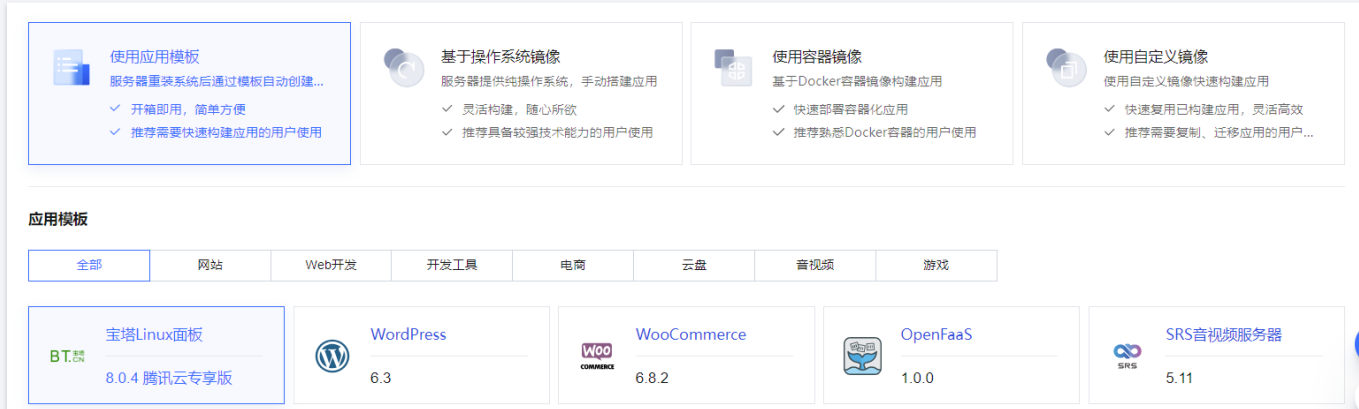 使用应用模板
服务器重装系统后通过模板自动创建...
开箱即用，简单方便
推荐需要快速构建应用的用户使用
基于操作系统镜像
服务器提供纯操作系统，手动搭建应用
灵活构建，随心所欲
推荐具备较强技术能力的用户使用
使用容器镜像
基于Docker容器镜像构建应用
快速部署容器化应用
推荐熟悉Docker容器的用户使用
使用自定义镜像
使用自定义镜像快速构建应用
快速复用已构建应用，灵活高效
推荐需要复制、迁移应用的用户...
应用模板
全部 网站 Web开发 开发工具 电商 云盘 音视频 游戏
BT.宝塔.CN
宝塔Linux面板
8.0.4 腾讯云专享版
WordPress
6.3
WOO COMMERCE
WooCommerce
6.8.2
OpenFaaS
1.0.0
SRS
SRS音视频服务器
5.11